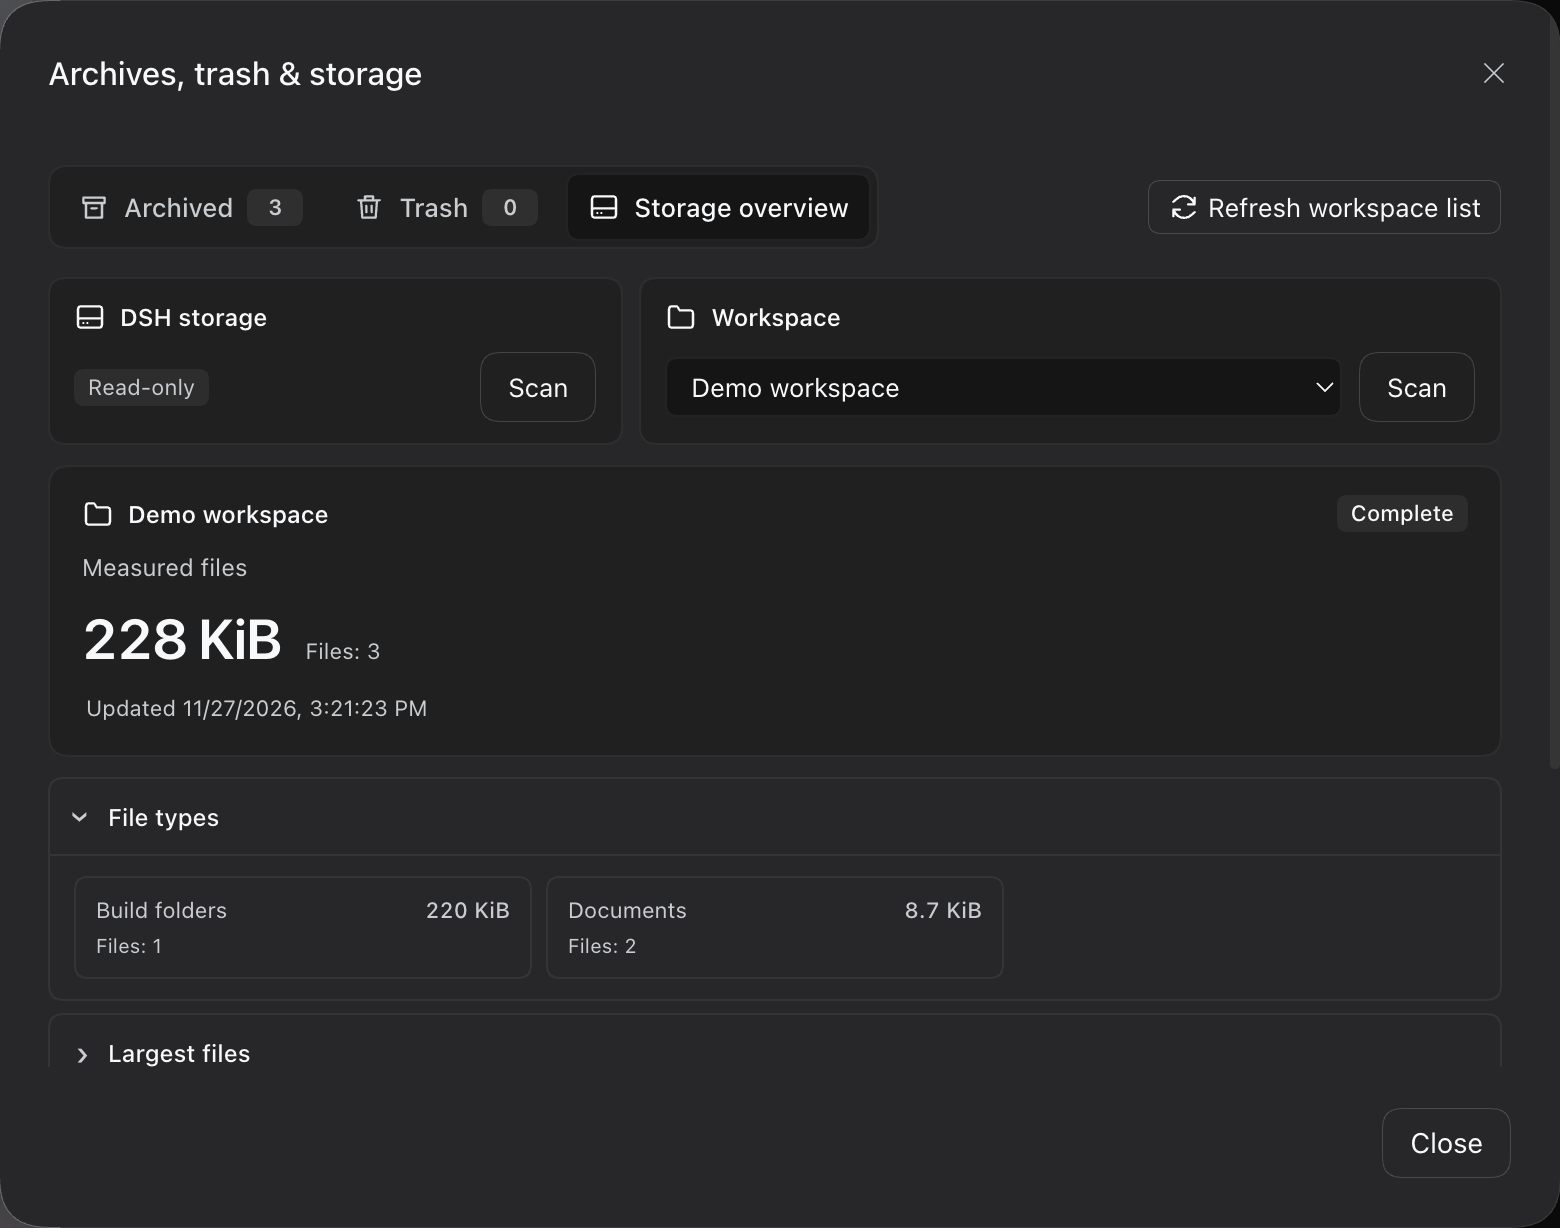 Archives, trash & storage
Archived 3 Trash 0 Storage overview Refresh workspace list
DSH storage
Read-only Scan
Workspace
Demo workspace Scan
Demo workspace Complete
Measured files
228 KiB Files: 3
Updated 11/27/2026, 3:21:23 PM
File types
Build folders 220 KiB
Files: 1
Documents 8.7 KiB
Files: 2
Largest files
Close